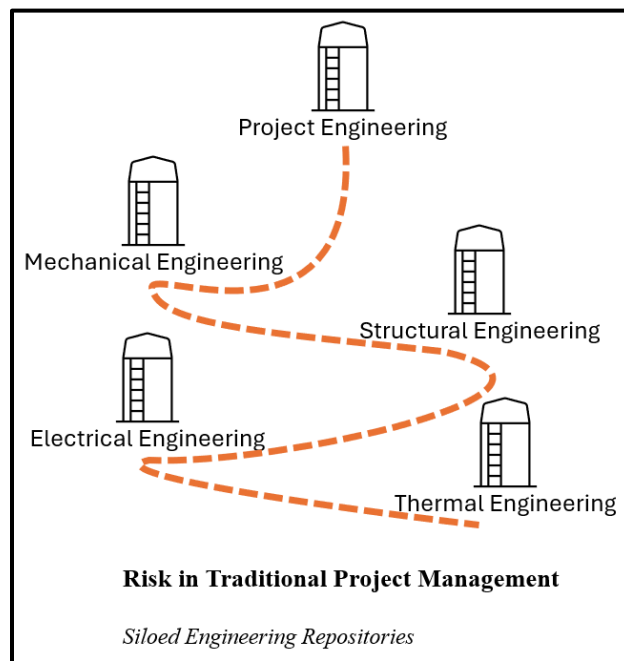 Project Engineering
Mechanical Engineering
Structural Engineering
Electrical Engineering
Thermal Engineering
Risk in Traditional Project Management
Siloed Engineering Repositories